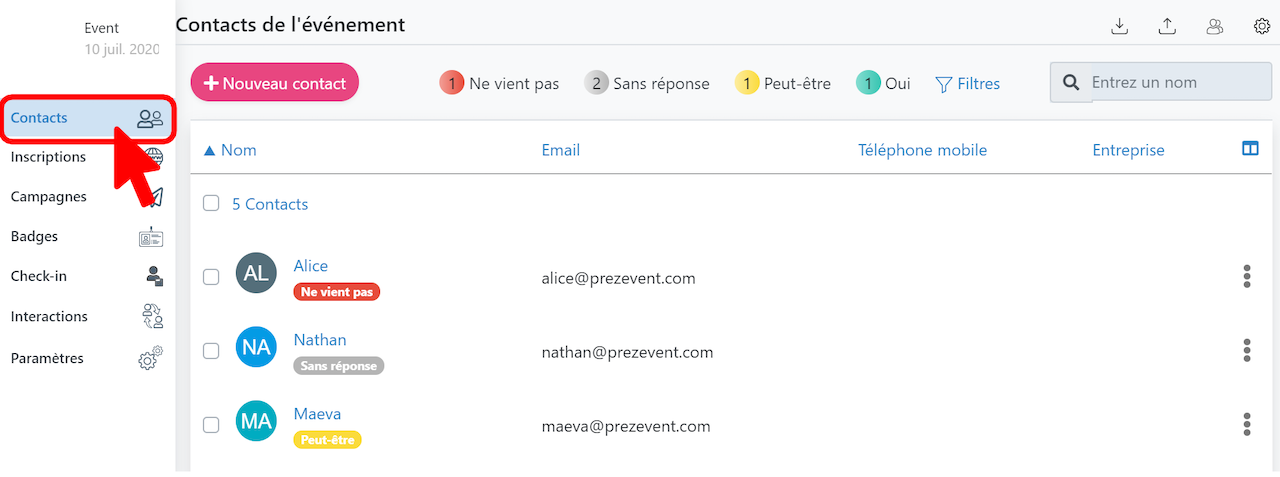 Event
10 juil. 2020
Contacts de l'événement
Nouveau contact
1 Ne vient pas
2 Sans réponse
1 Peut-être
1 Oui
Filtres
Entrez un nom
Contacts
Inscriptions
Campagnes
Badges
Check-in
Interactions
Paramètres
Nom Email Téléphone mobile Entreprise
5 Contacts
AL Alice alice@prezevent.com
Ne vient pas
NA Nathan nathan@prezevent.com
Sans réponse
MA Maeva maeva@prezevent.com
Peut-être